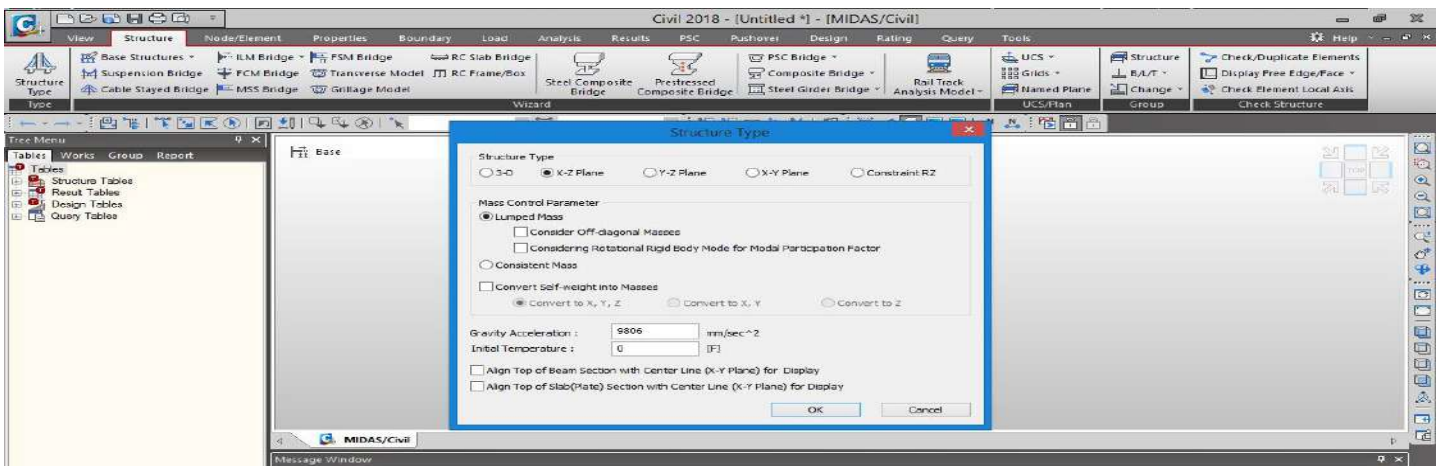 Civil 2018 - [Untitled *] - [MIDAS/Civil]
View Structure Node/Element Properties Boundary Load Analysis Results PSC Pushover Design Rating Query Tools Help
Base Structures ILM Bridge FSM Bridge RC Slab Bridge PSC Bridge UCS Structure Check/Duplicate Elements
Suspension Bridge FCM Bridge Transverse Model RC Frame/Box Composite Bridge Grids B/L/T Display Free Edge/Face
Cable Stayed Bridge MSS Bridge Grillage Model Steel Girder Bridge Named Plane Change Check Element Local Axis
Structure Type
Steel Composite Bridge
Prestressed Composite Bridge
Rail Track Analysis Model
Type Wizard UCS/Plan Group Check Structure
Tree Menu
Tables Works Group Report
Tables
Structure Tables
Result Tables
Design Tables
Query Tables
Base
TOP
Structure Type
Structure Type
3-D X-Z Plane Y-Z Plane X-Y Plane Constraint RZ
Mass Control Parameter
Lumped Mass
Consider Off-diagonal Masses
Considering Rotational Rigid Body Mode for Modal Participation Factor
Consistent Mass
Convert Self-weight into Masses
Convert to X, Y, Z Convert to X, Y Convert to Z
Gravity Acceleration : 9806 mm/sec^2
Initial Temperature : 0 [F]
Align Top of Beam Section with Center Line (X-Y Plane) for Display
Align Top of Slab(Plate) Section with Center Line (X-Y Plane) for Display
OK Cancel
MIDAS/Civil
Message Window